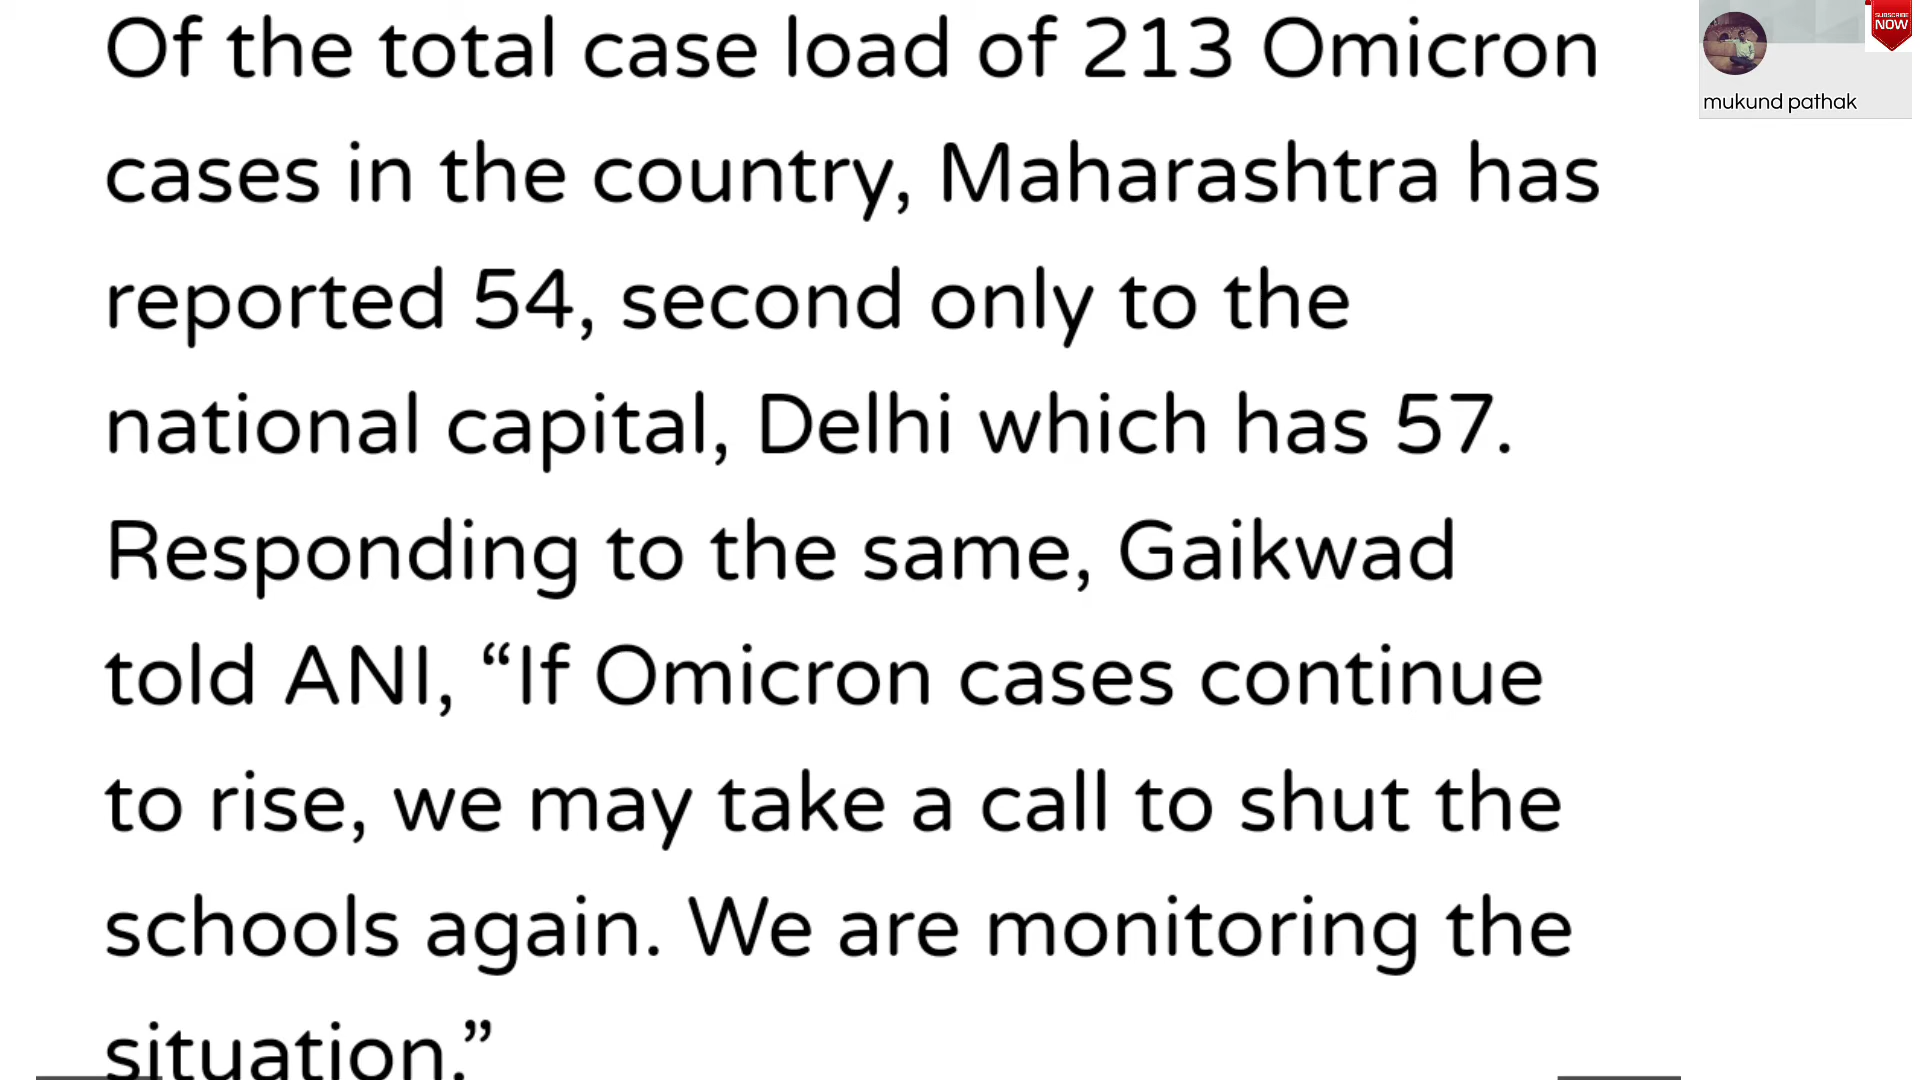 Of the total case load of 213 Omicron
cases in the country, Maharashtra has
reported 54, second only to the
national capital, Delhi which has 57.
Responding to the same, Gaikwad
told ANI, “If Omicron cases continue
to rise, we may take a call to shut the
schools again. We are monitoring the
situation.”
SUBSCRIBE
NOW
mukund pathak